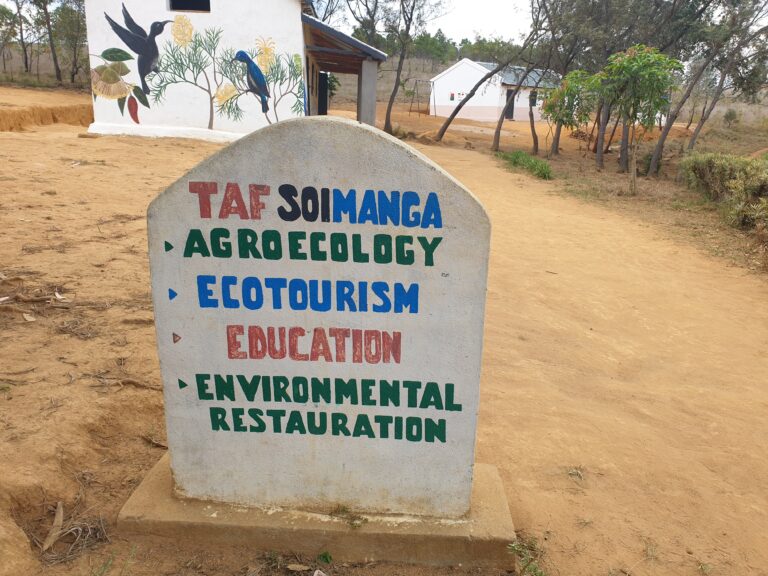 TAF SOIMANGA
AGROECOLOGY
ECOTOURISM
EDUCATION
ENVIRONMENTAL
RESTAURATION